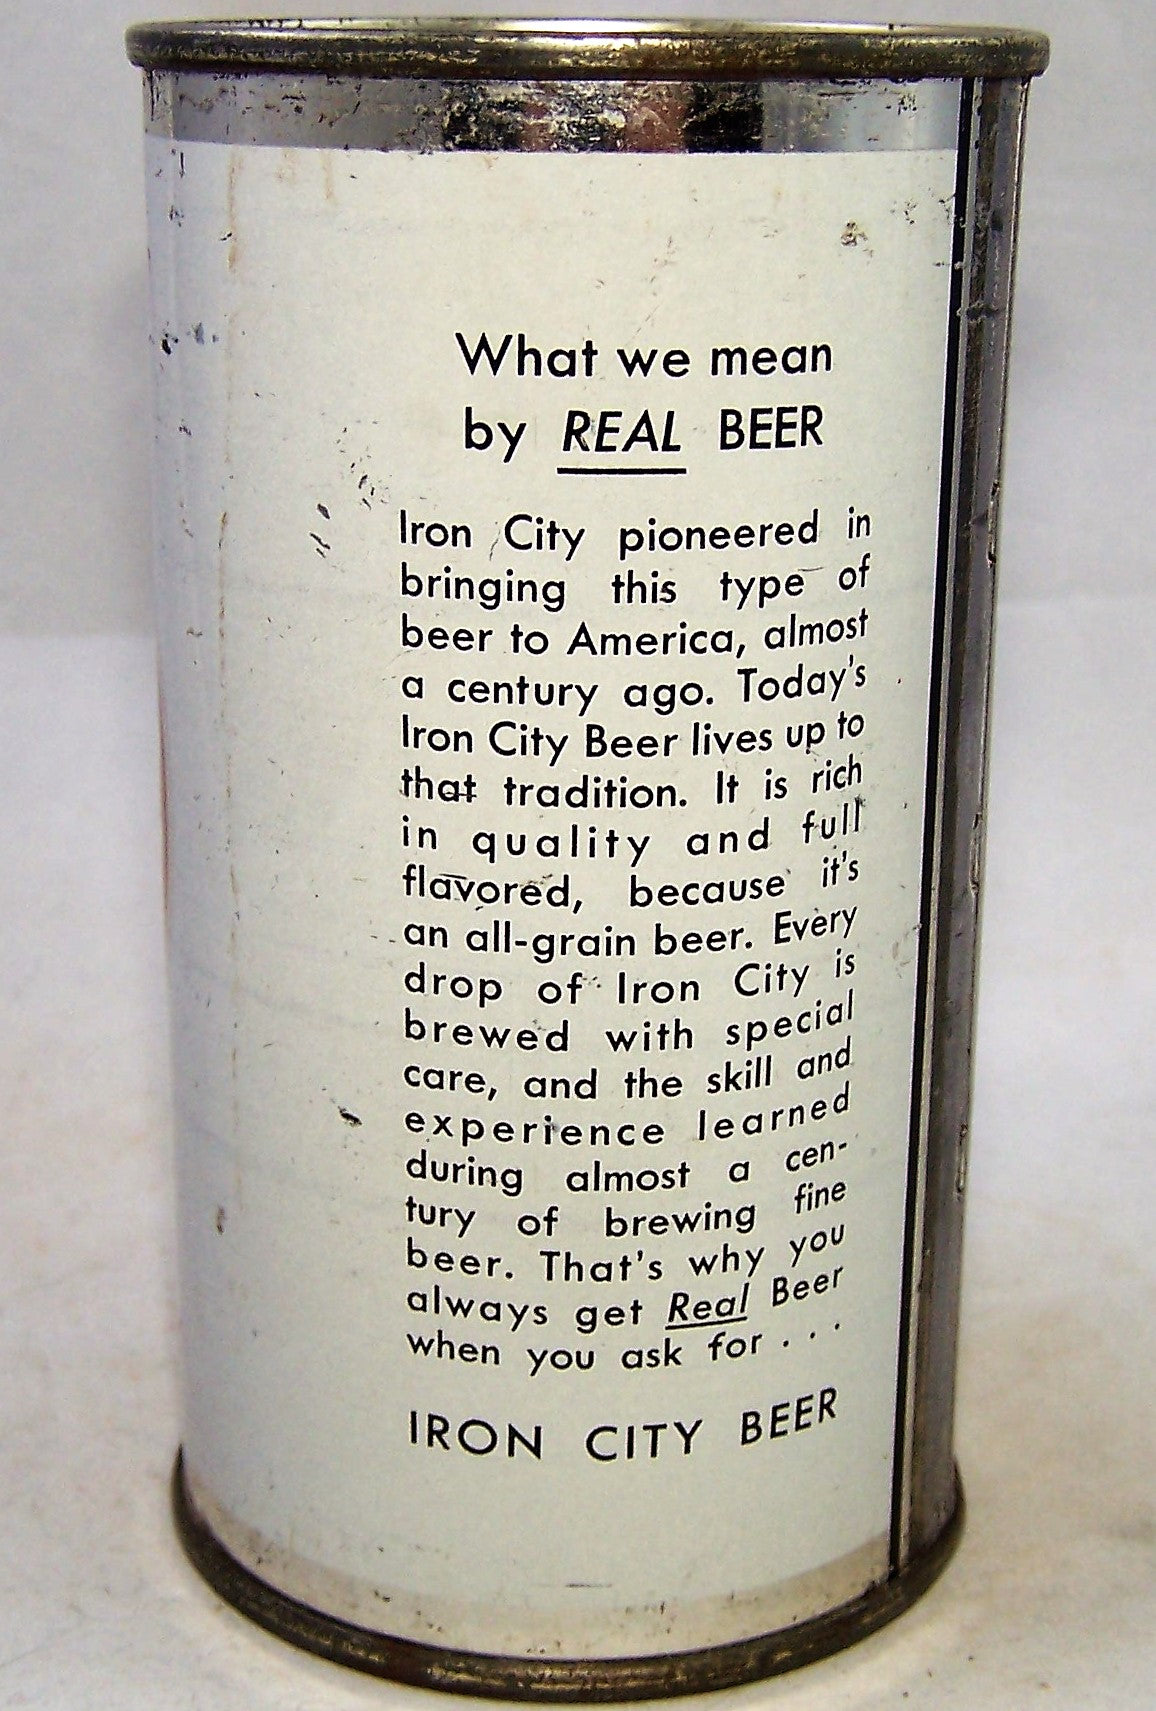 What we mean
by REAL BEER
Iron City pioneered in
bringing this type of
beer to America, almost
a century ago. Today's
Iron City Beer lives up to
that tradition. It is rich
in quality and full
flavored, because it's
an all-grain beer. Every
drop of Iron City is
brewed with special
care, and the skill and
experience learned
during almost a cen-
tury of brewing fine
beer. That's why you
always get Real Beer
when you ask for . . .
IRON CITY BEER